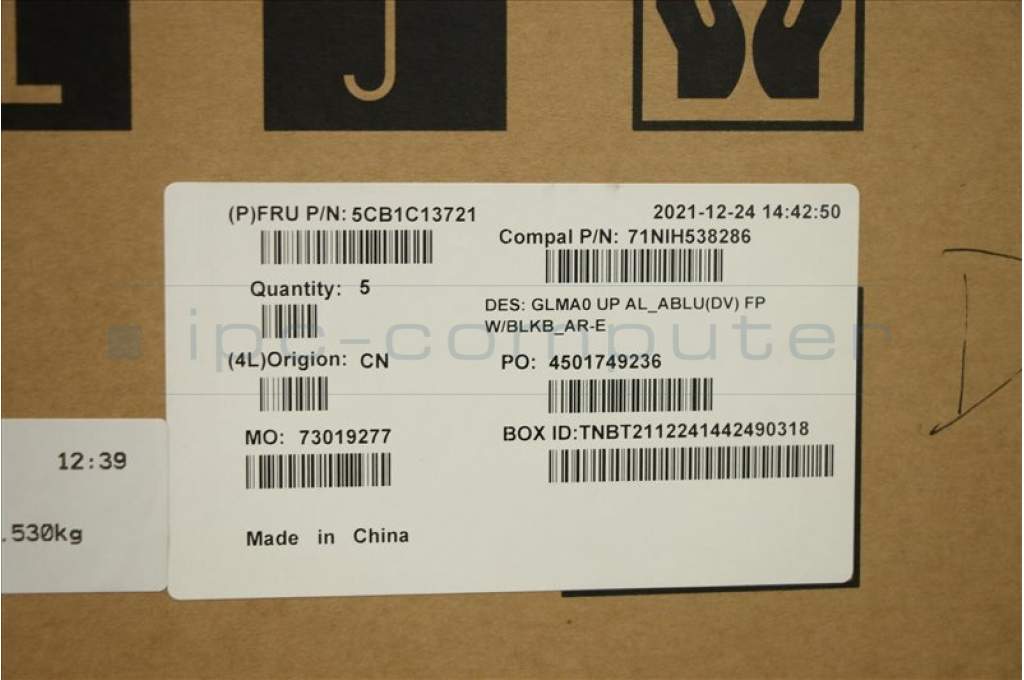 (P)FRU P/N: 5CB1C13721
2021-12-24 14:42:50
Compal P/N: 71NIH538286
Quantity: 5
DES: GLMA0 UP AL_ABLU(DV) FP
W/BLKB_AR-E
ipc-computer
(4L)Origion: CN
PO: 4501749236
MO: 73019277
BOX ID:TNBT2112241442490318
12:39
.530kg
Made in China